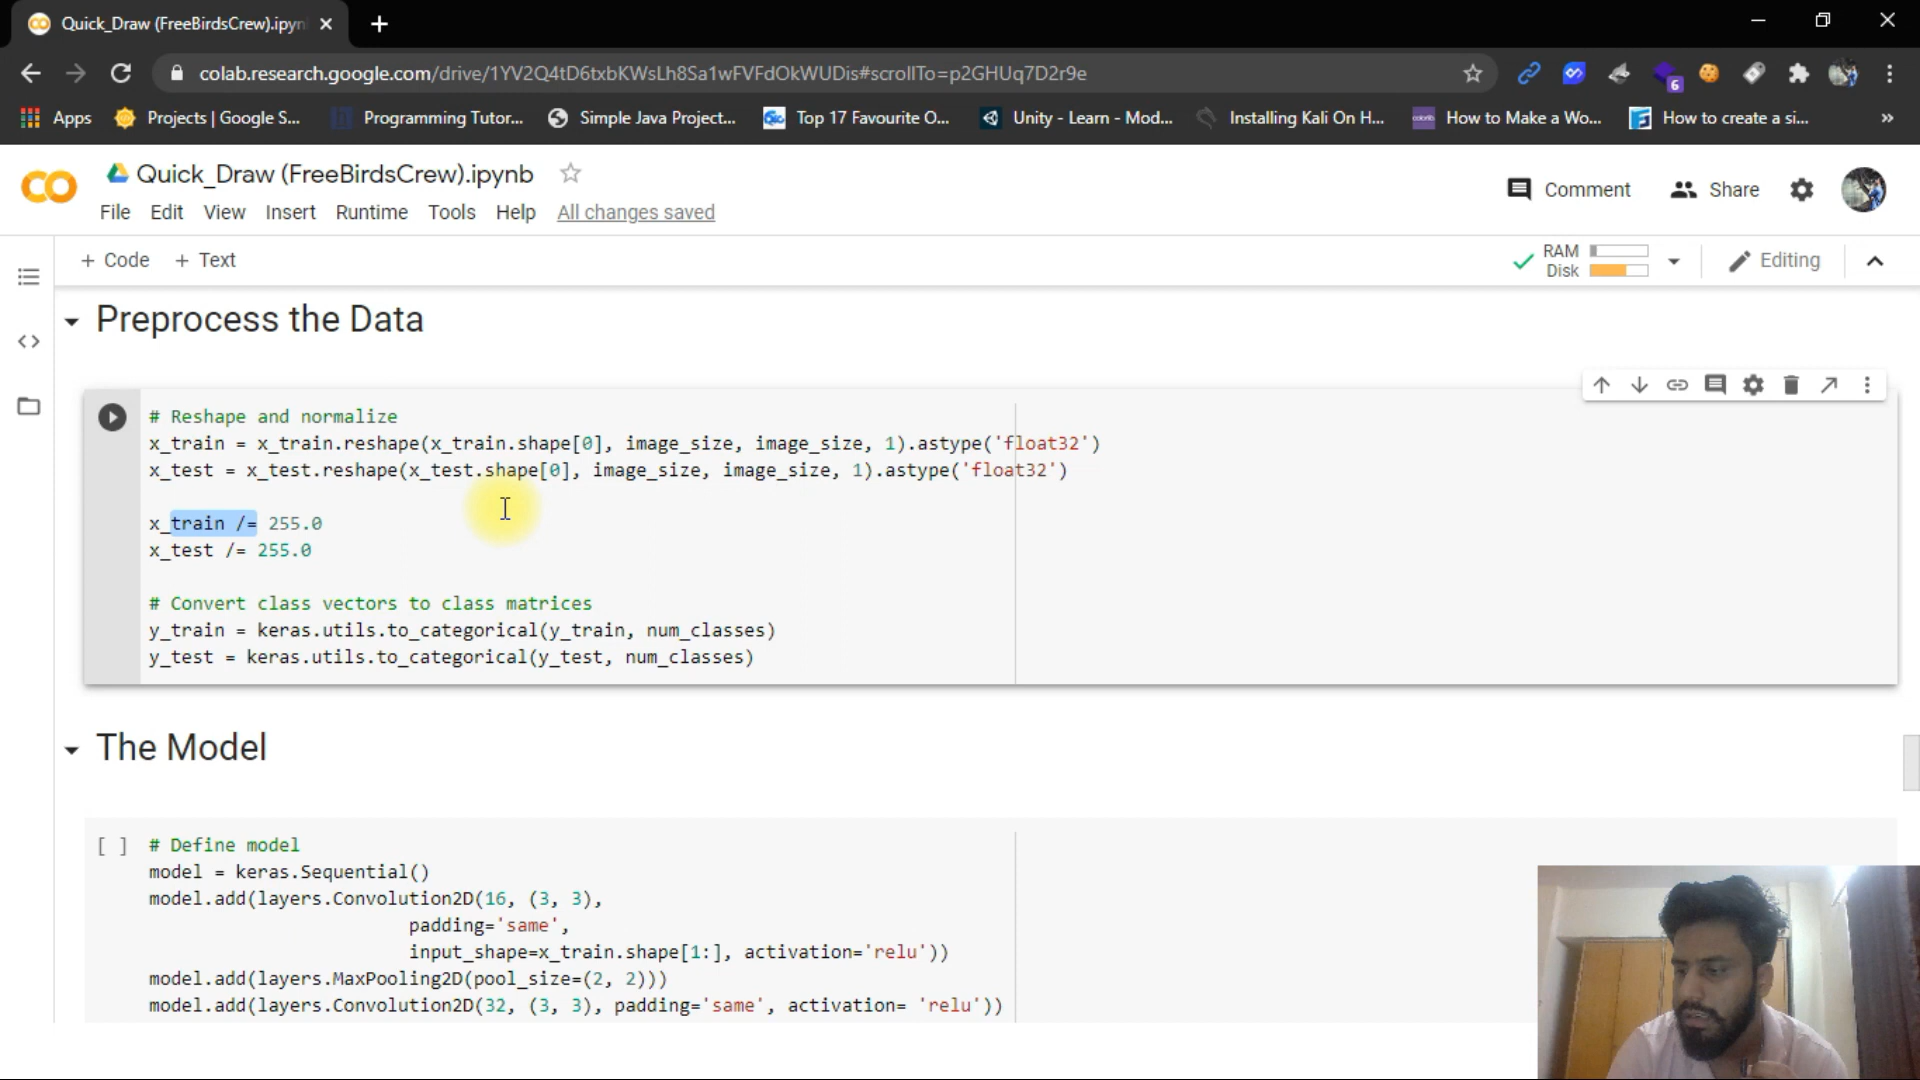 Quick_Draw (FreeBirdsCrew).ipyn
colab.research.google.com/drive/1YV2Q4tD6txbKWsLh8Sa1wFVFdOkWUDis#scrollTo=p2GHUq7D2r9e
6
Apps
Projects | Google S...
Programming Tutor...
Simple Java Project...
Top 17 Favourite O...
Unity - Learn - Mod...
Installing Kali On H...
How to Make a Wo...
How to create a si...
Quick_Draw (FreeBirdsCrew).ipynb
Comment
Share
File Edit View Insert Runtime Tools Help All changes saved
+ Code + Text
RAM
Disk
Editing
Preprocess the Data
# Reshape and normalize
x_train = x_train.reshape(x_train.shape[0], image_size, image_size, 1).astype('float32')
x_test = x_test.reshape(x_test.shape[0], image_size, image_size, 1).astype('float32')
x_train /= 255.0
x_test /= 255.0
# Convert class vectors to class matrices
y_train = keras.utils.to_categorical(y_train, num_classes)
y_test = keras.utils.to_categorical(y_test, num_classes)
The Model
[ ] # Define model
model = keras.Sequential()
model.add(layers.Convolution2D(16, (3, 3),
padding='same',
input_shape=x_train.shape[1:], activation='relu'))
model.add(layers.MaxPooling2D(pool_size=(2, 2)))
model.add(layers.Convolution2D(32, (3, 3), padding='same', activation= 'relu'))